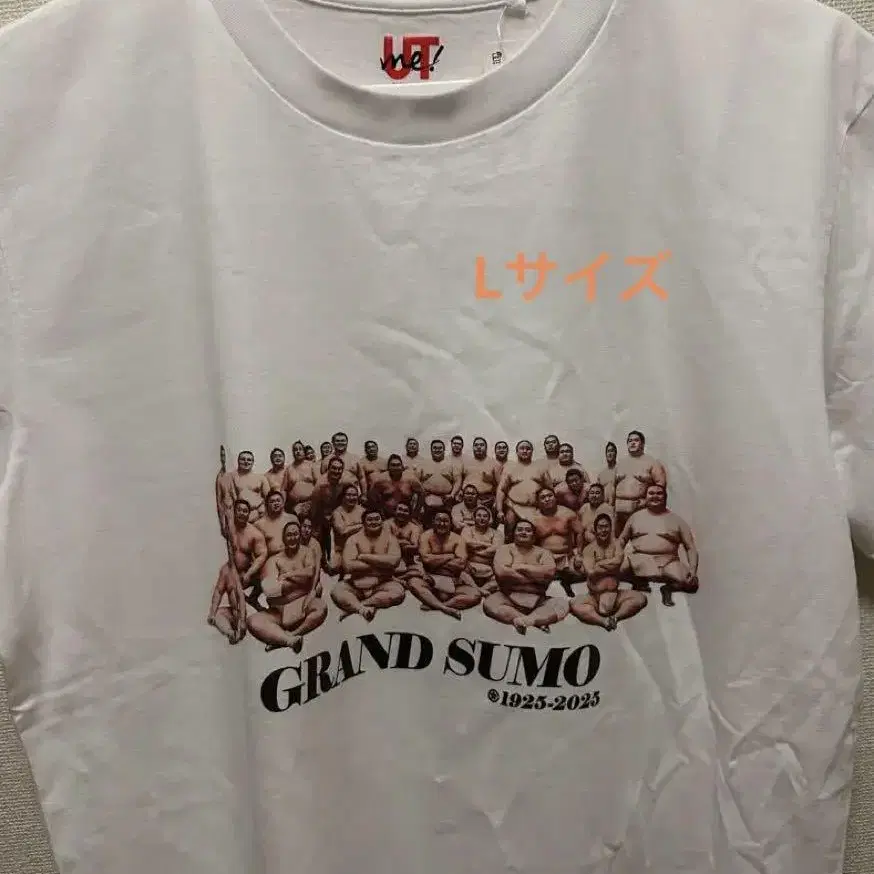 UT
me!
Lサイズ
GRAND SUMO
1925-2025